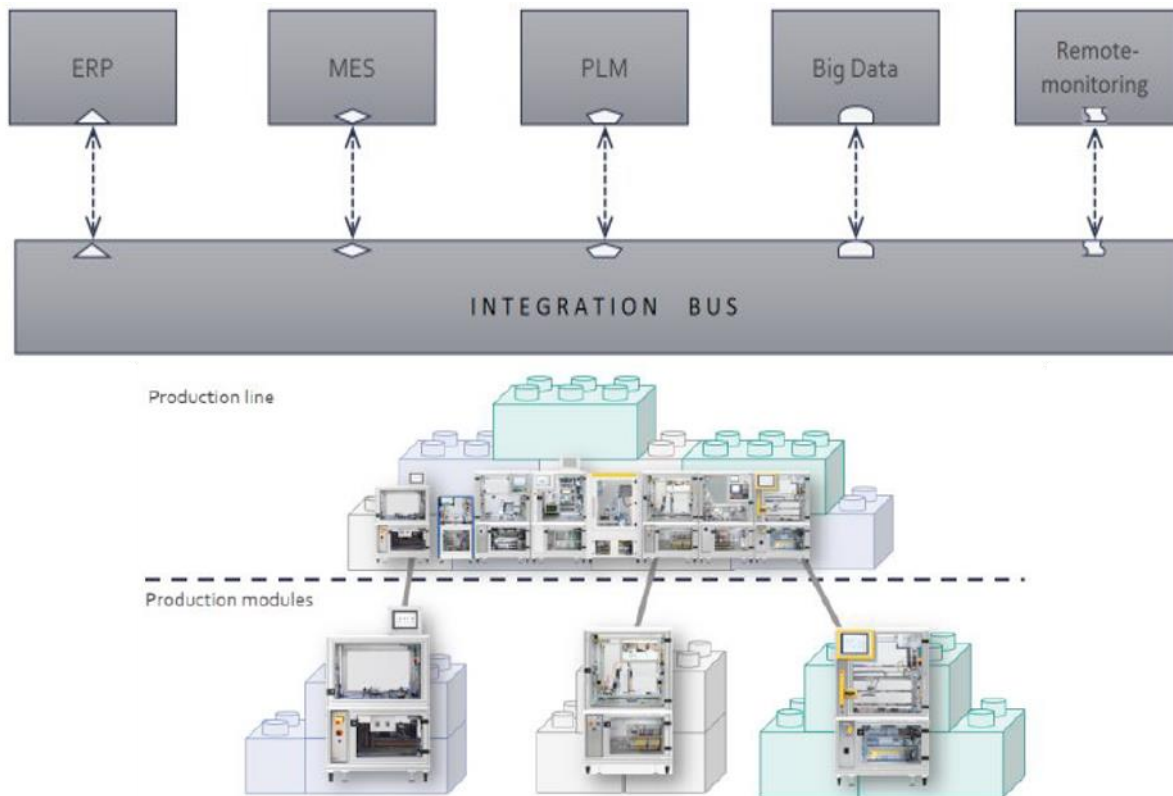 ERP
MES
PLM
Big Data
Remote-
monitoring
INTEGRATION BUS
Production line
Production modules